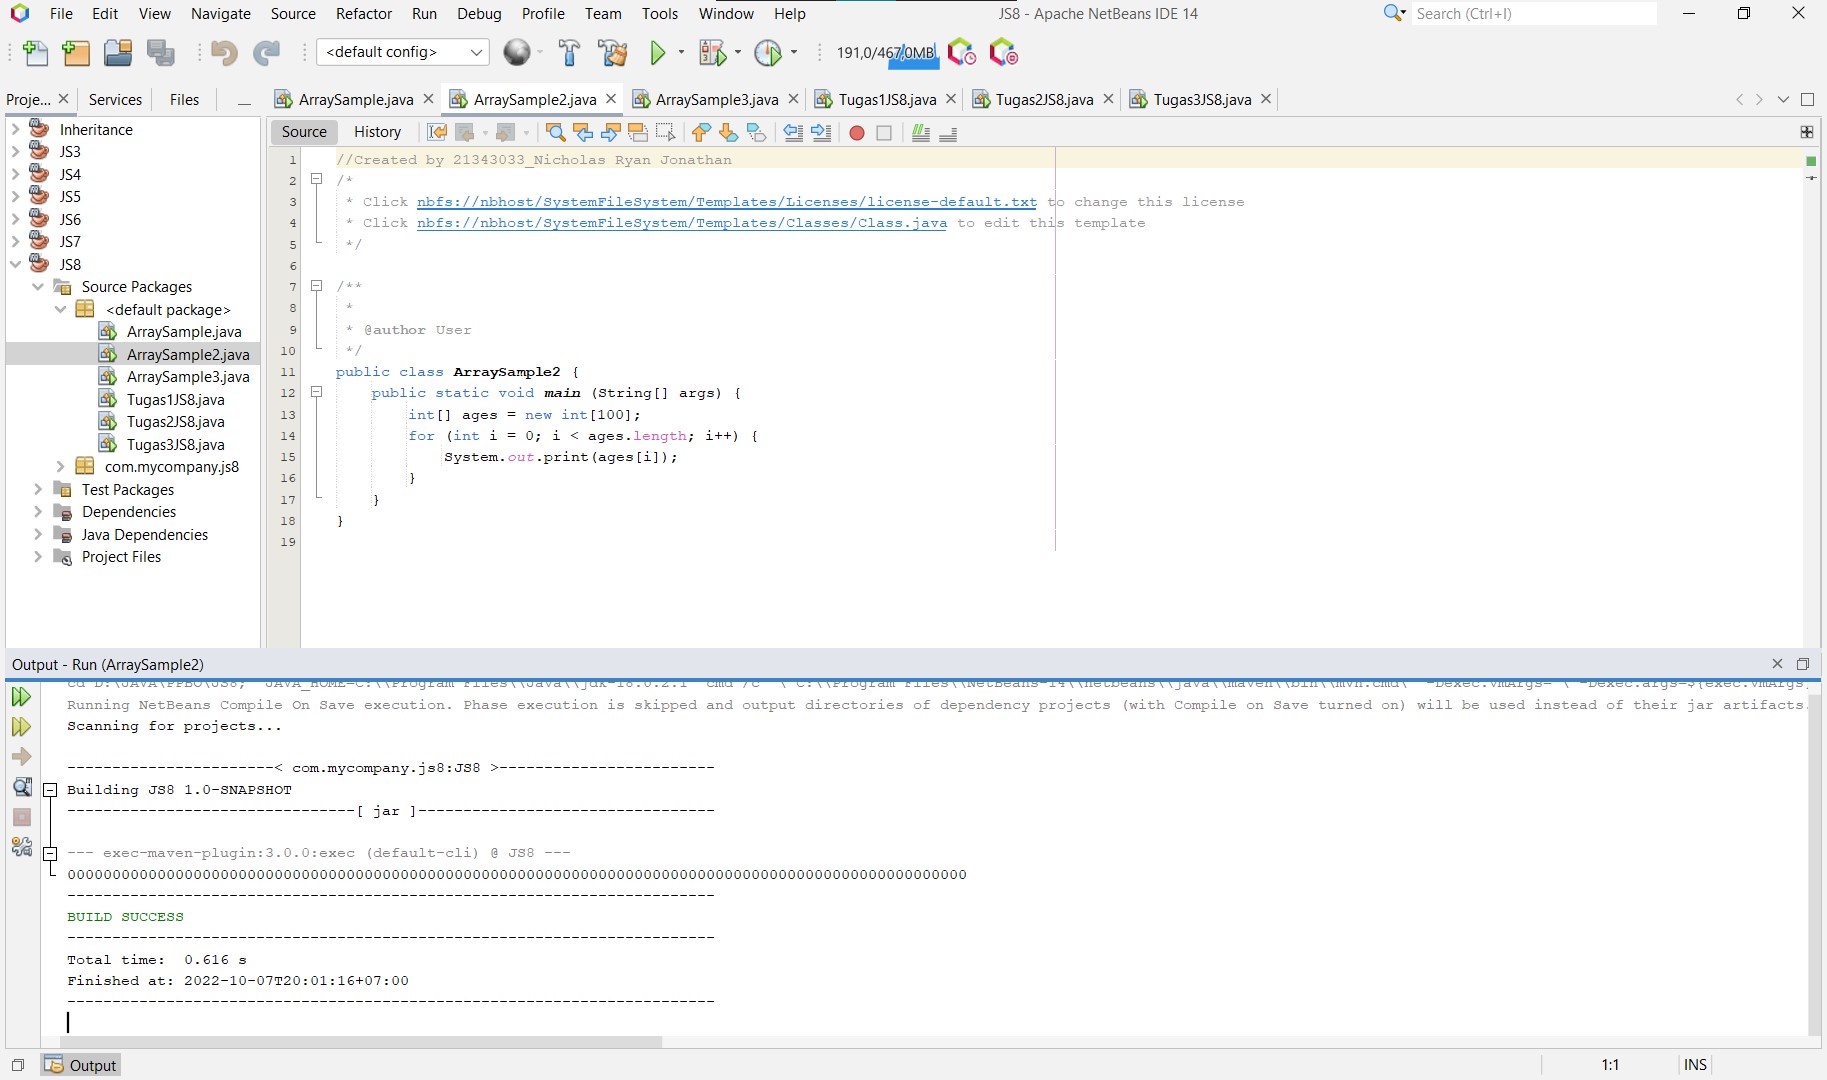 File Edit View Navigate Source Refactor Run Debug Profile Team Tools Window Help JS8 - Apache NetBeans IDE 14 Search (Ctrl+I)
<default config> 191,0/467,0MB
Proje... Services Files ArraySample.java ArraySample2.java ArraySample3.java Tugas1JS8.java Tugas2JS8.java Tugas3JS8.java
Source History
Inheritance
JS3
JS4
JS5
JS6
JS7
JS8
Source Packages
<default package>
ArraySample.java
ArraySample2.java
ArraySample3.java
Tugas1JS8.java
Tugas2JS8.java
Tugas3JS8.java
com.mycompany.js8
Test Packages
Dependencies
Java Dependencies
Project Files
1 //Created by 21343033_Nicholas Ryan Jonathan
2 /*
3 * Click nbfs://nbhost/SystemFileSystem/Templates/Licenses/license-default.txt to change this license
4 * Click nbfs://nbhost/SystemFileSystem/Templates/Classes/Class.java to edit this template
5 */
6
7 /**
8 *
9 * @author User
10 */
11 public class ArraySample2 {
12 public static void main (String[] args) {
13 int[] ages = new int[100];
14 for (int i = 0; i < ages.length; i++) {
15 System.out.print(ages[i]);
16 }
17 }
18 }
19
Output - Run (ArraySample2)
Running NetBeans Compile On Save execution. Phase execution is skipped and output directories of dependency projects (with Compile on Save turned on) will be used instead of their jar artifacts.
Scanning for projects...
-----------------------< com.mycompany.js8:JS8 >------------------------
Building JS8 1.0-SNAPSHOT
--------------------------------[ jar ]---------------------------------
--- exec-maven-plugin:3.0.0:exec (default-cli) @ JS8 ---
0000000000000000000000000000000000000000000000000000000000000000000000000000000000000000000000000000
------------------------------------------------------------------------
BUILD SUCCESS
------------------------------------------------------------------------
Total time: 0.616 s
Finished at: 2022-10-07T20:01:16+07:00
------------------------------------------------------------------------
Output 1:1 INS